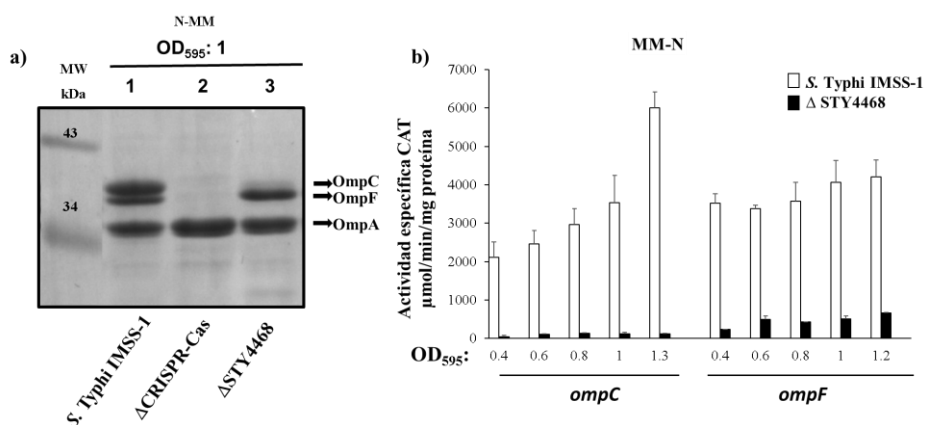 a)
N-MM
OD595: 1
MW
kDa
1 2 3
43
34
OmpC
OmpF
OmpA
S. Typhi IMSS-1
ΔCRISPR-Cas
ΔSTY4468
b)
MM-N
Actividad específica CAT
µmol/min/mg proteína
7000
6000
5000
4000
3000
2000
1000
0
S. Typhi IMSS-1
Δ STY4468
OD595: 0.4 0.6 0.8 1 1.3 0.4 0.6 0.8 1 1.2
ompC ompF